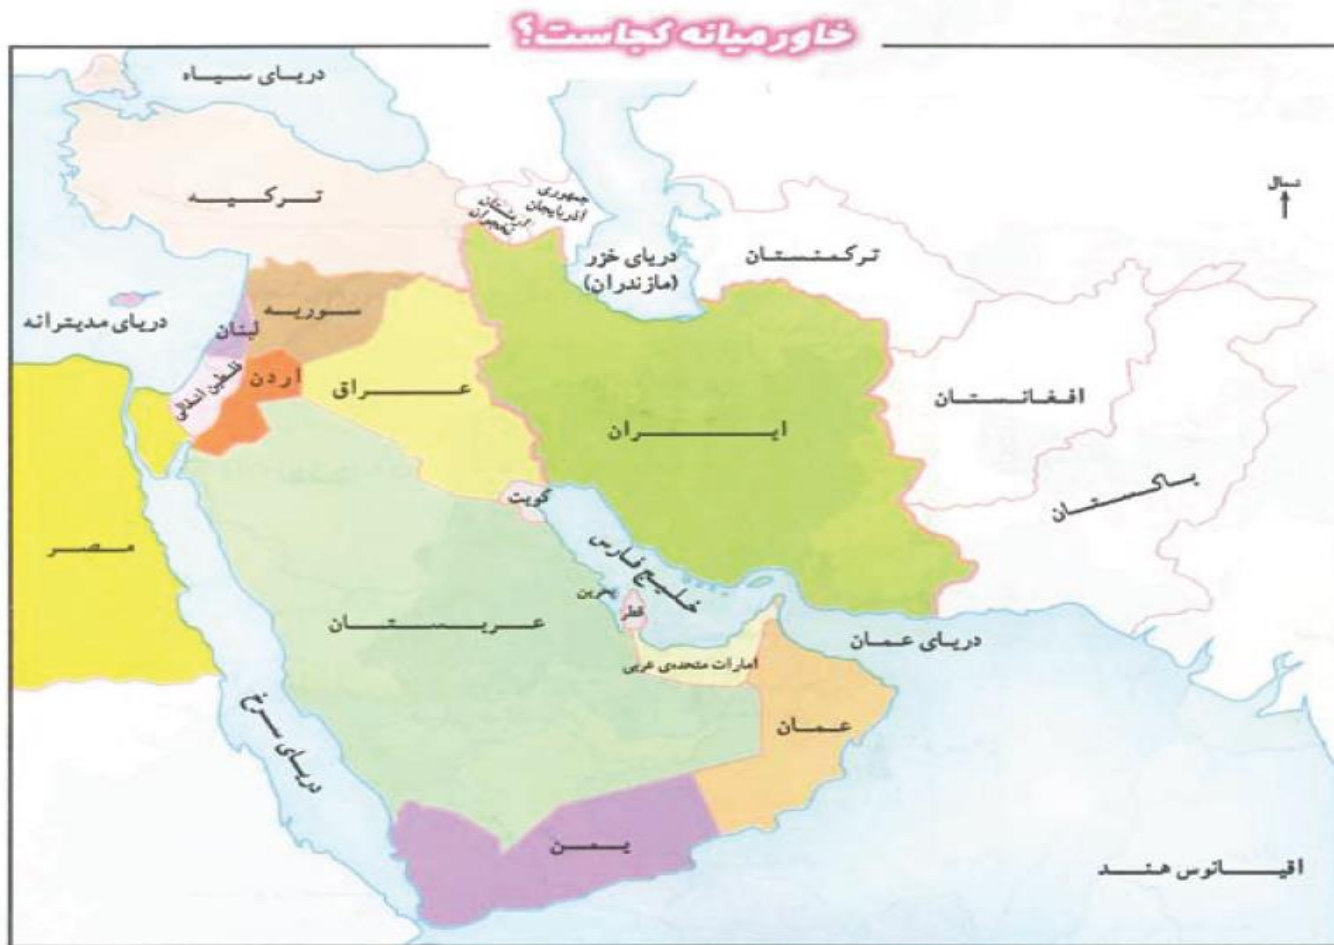 خاورمیانه کجاست؟
دریای سیاه
ترکیه
جمهوری
آذربایجان
ارمنستان
نخجوان
شمال
دریای خزر
(مازندران)
ترکمنستان
سوریه
لبنان
دریای مدیترانه
فلسطین اشغالی
اردن
عراق
ایران
افغانستان
پاکستان
کویت
مصر
خلیج فارس
بحرین
قطر
عربستان
دریای عمان
امارات متحده‌ی عربی
دریای سرخ
عمان
یمن
اقیانوس هند